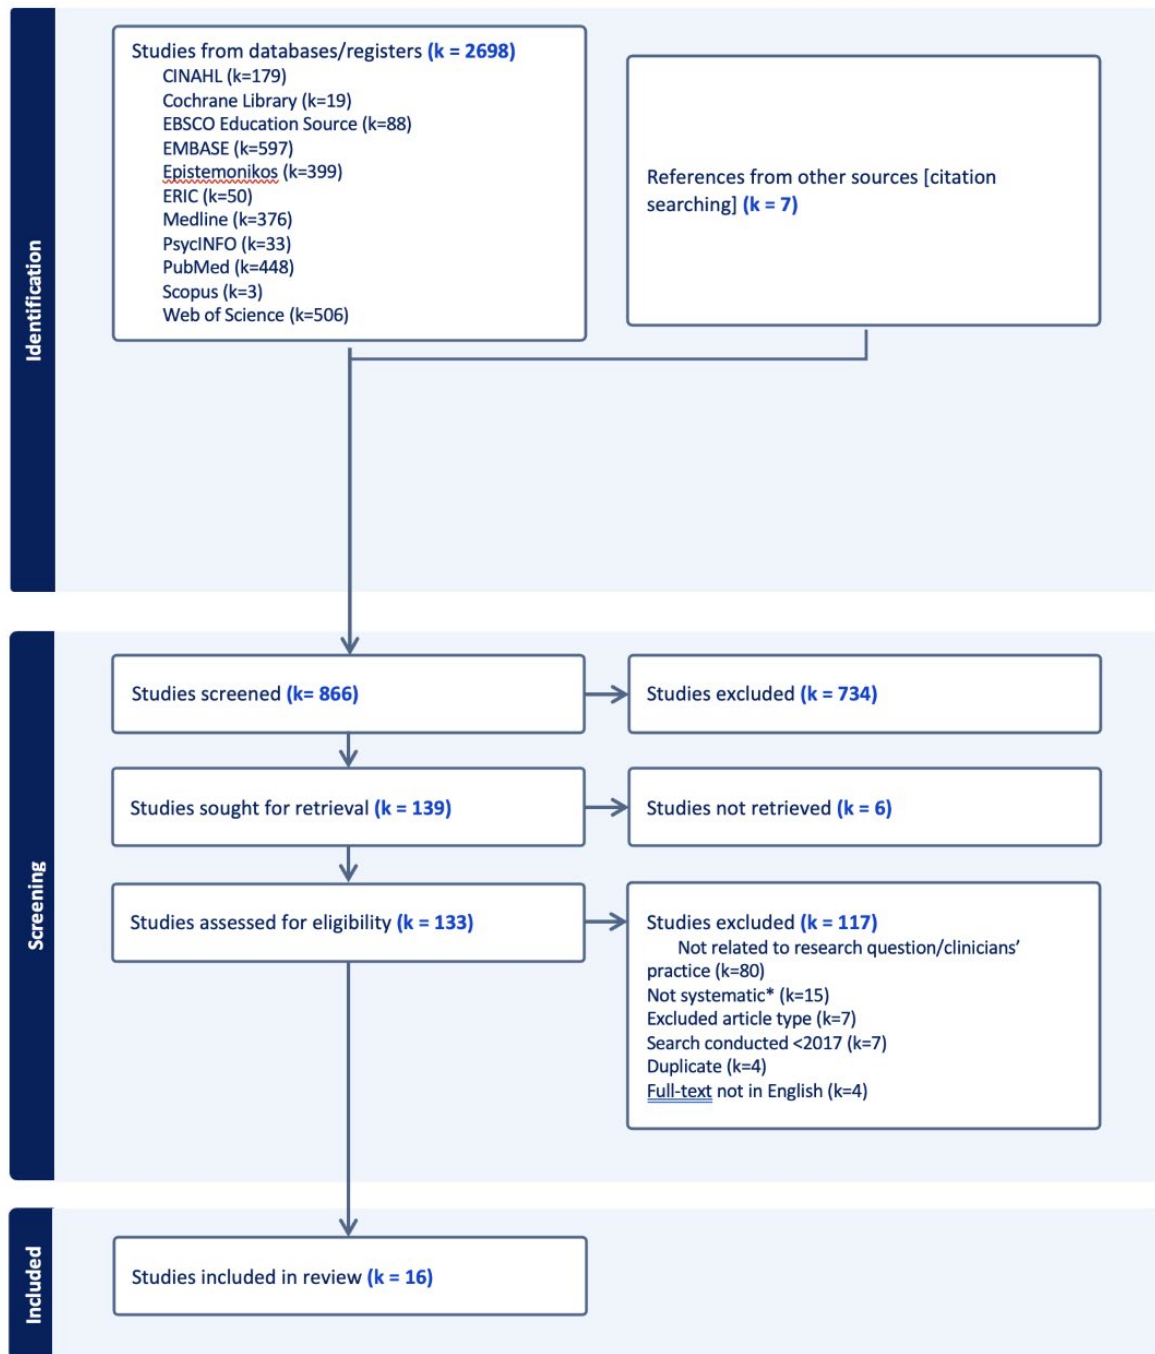 Identification
Studies from databases/registers (k = 2698)
CINAHL (k=179)
Cochrane Library (k=19)
EBSCO Education Source (k=88)
EMBASE (k=597)
Epistemonikos (k=399)
ERIC (k=50)
Medline (k=376)
PsycINFO (k=33)
PubMed (k=448)
Scopus (k=3)
Web of Science (k=506)
References from other sources [citation
searching] (k = 7)
Screening
Studies screened (k= 866)
Studies excluded (k = 734)
Studies sought for retrieval (k = 139)
Studies not retrieved (k = 6)
Studies assessed for eligibility (k = 133)
Studies excluded (k = 117)
Not related to research question/clinicians’
practice (k=80)
Not systematic* (k=15)
Excluded article type (k=7)
Search conducted <2017 (k=7)
Duplicate (k=4)
Full-text not in English (k=4)
Included
Studies included in review (k = 16)